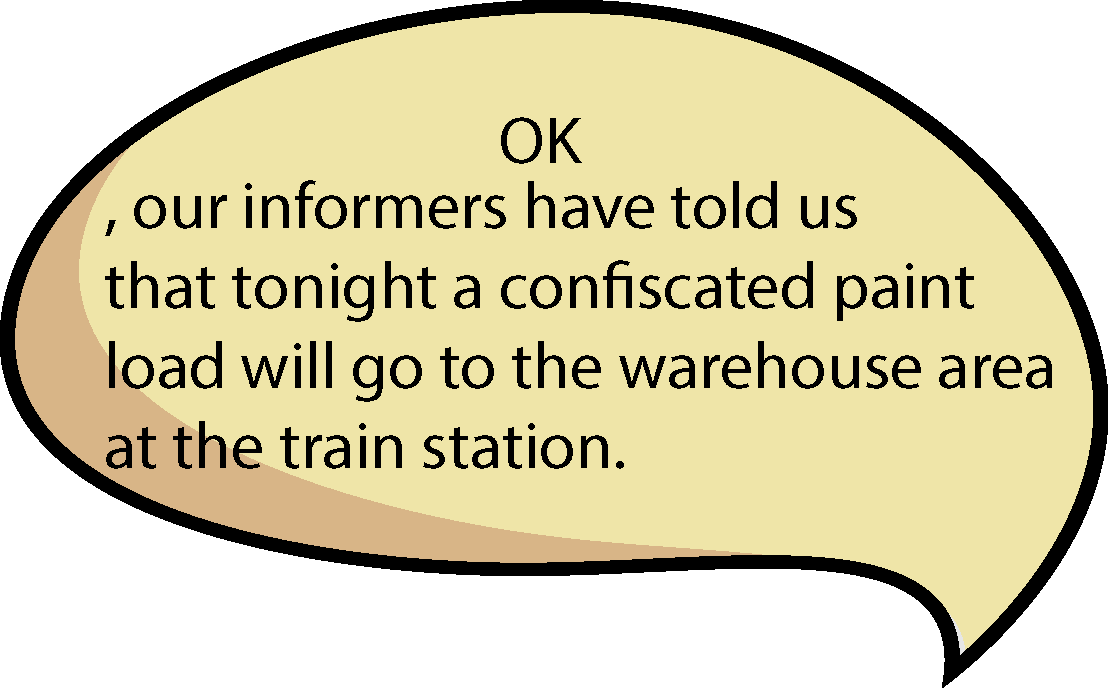 OK
, our informers have told us
that tonight a confiscated paint
load will go to the warehouse area
at the train station.